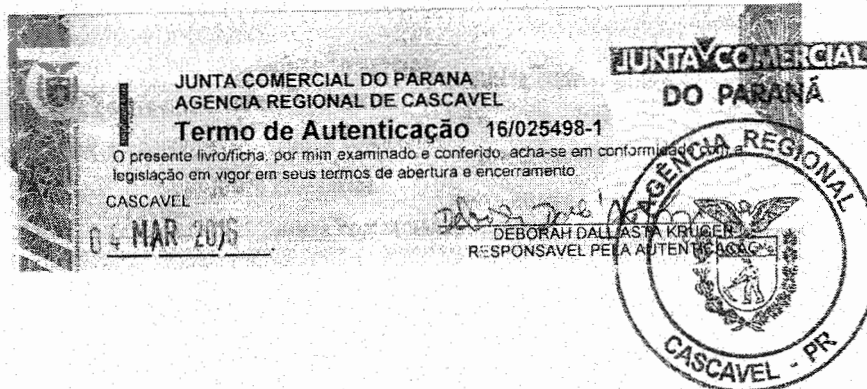 JUNTA COMERCIAL
DO PARANÁ
JUNTA COMERCIAL DO PARANA
AGENCIA REGIONAL DE CASCAVEL
Termo de Autenticação 16/025498-1
O presente livro/ficha, por mim examinado e conferido, acha-se em conformidade com a
legislação em vigor em seus termos de abertura e encerramento.
CASCAVEL
04 MAR 2016
DEBORAH DALL'ASTA KRUGER
RESPONSAVEL PELA AUTENTICAÇÃO
AGÊNCIA REGIONAL
CASCAVEL - PR